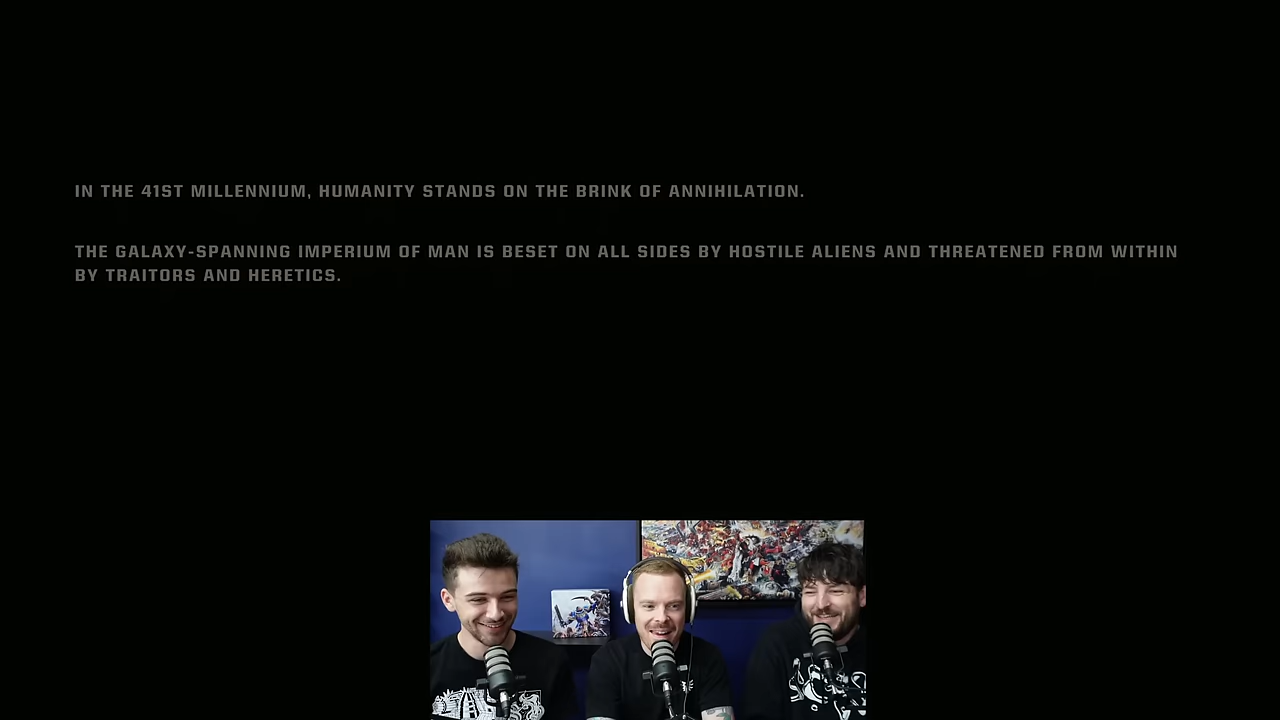 IN THE 41ST MILLENNIUM, HUMANITY STANDS ON THE BRINK OF ANNIHILATION.
THE GALAXY-SPANNING IMPERIUM OF MAN IS BESET ON ALL SIDES BY HOSTILE ALIENS AND THREATENED FROM WITHIN
BY TRAITORS AND HERETICS.